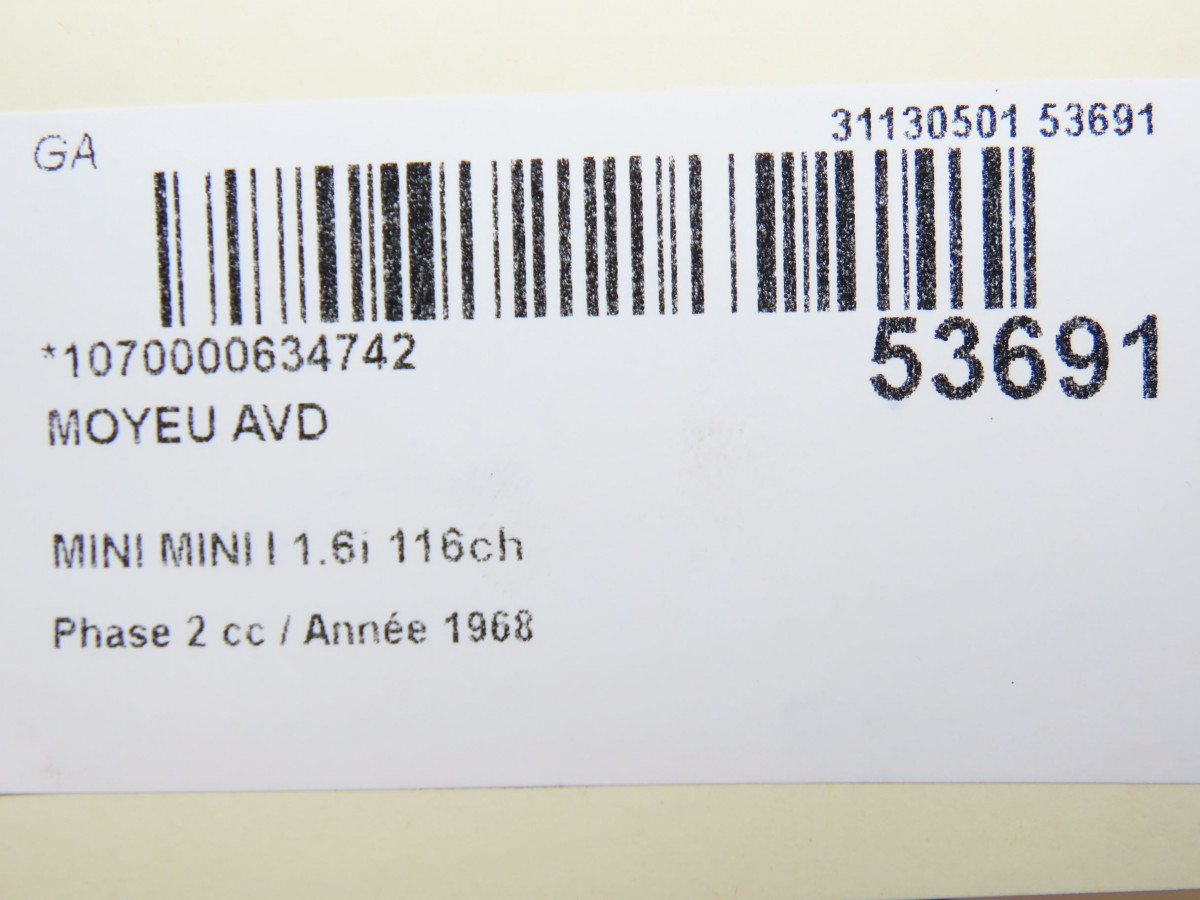 GA
31130501 53691
*1070000634742
53691
MOYEU AVD
MINI MINI I 1.6i 116ch
Phase 2 cc / Année 1968